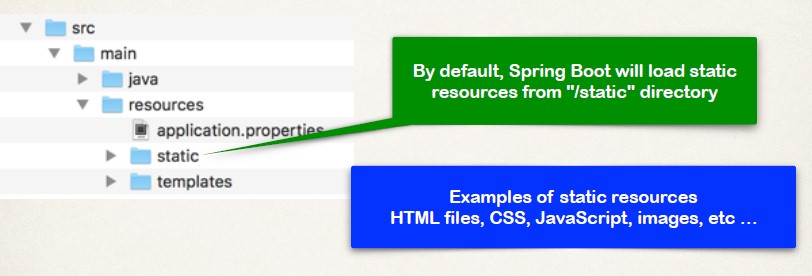 src
main
java
resources
application.properties
static
templates
By default, Spring Boot will load static
resources from "/static" directory
Examples of static resources
HTML files, CSS, JavaScript, images, etc ...